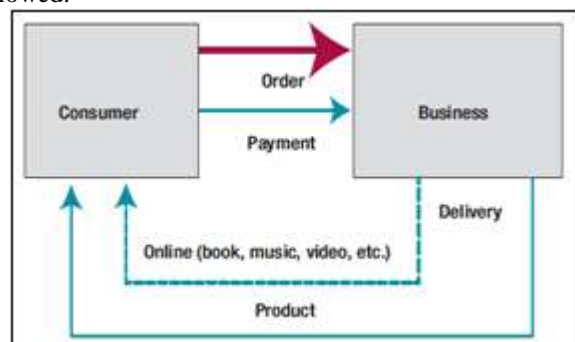 Order
Consumer
Business
Payment
Delivery
Online (book, music, video, etc.)
Product